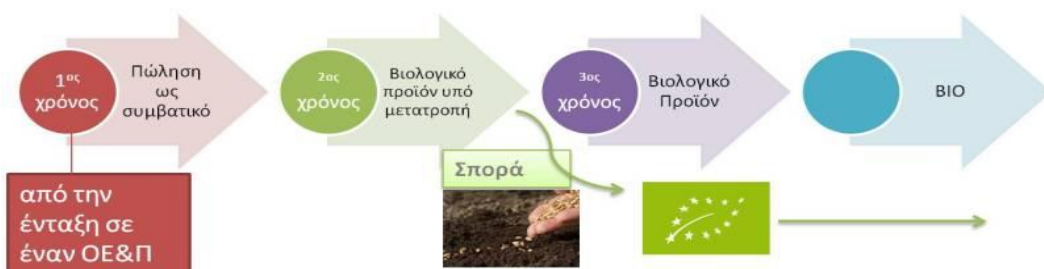 1ος
χρόνος
Πώληση
ως
συμβατικό
2ος
χρόνος
Βιολογικό
προϊόν υπό
μετατροπή
3ος
χρόνος
Βιολογικό
Προϊόν
ΒΙΟ
από την
ένταξη σε
έναν ΟΕ&Π
Σπορά